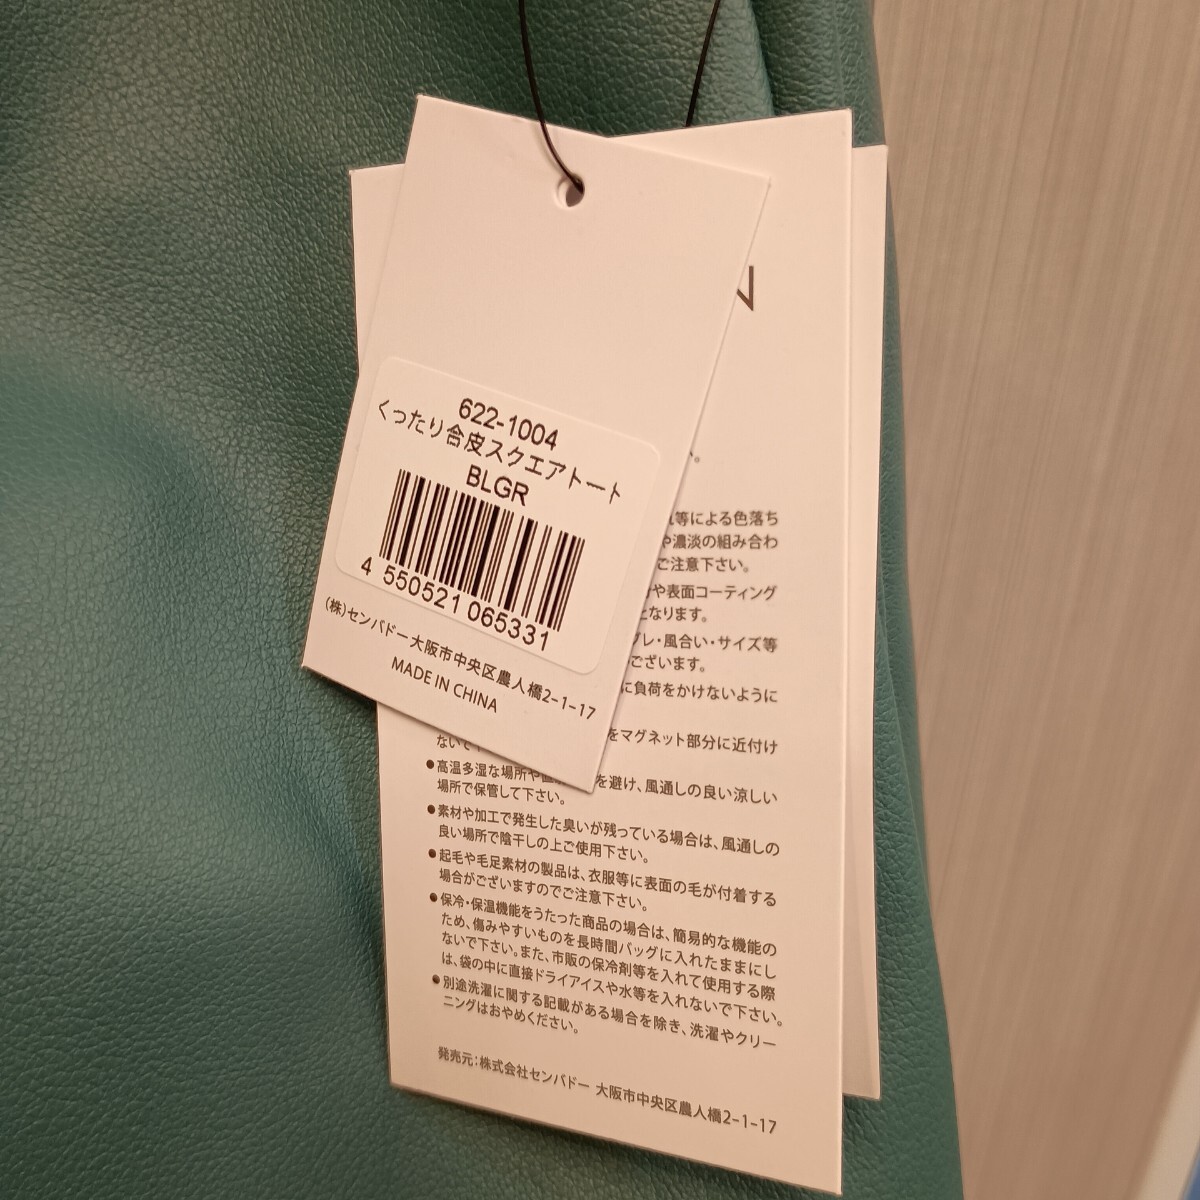 622-1004
くったり合皮スクエアトート
BLGR
4 550521 065331
(株)センバドー大阪市中央区農人橋2-1-17
MADE IN CHINA
N
等による色落ち
や濃淡の組み合わ
ご注意下さい。
や表面コーティング
となります。
ブレ・風合い・サイズ等
ございます。
に負荷をかけないように
をマグネット部分に近付け
ないで
●高温多湿な場所や を避け、風通しの良い涼しい
場所で保管して下さい。
●素材や加工で発生した臭いが残っている場合は、風通しの
良い場所で陰干しの上ご使用下さい。
●起毛や毛足素材の製品は、衣服等に表面の毛が付着する
場合がございますのでご注意下さい。
●保冷・保温機能をうたった商品の場合は、簡易的な機能の
ため、傷みやすいものを長時間バッグに入れたままにし
ないで下さい。また、市販の保冷剤等を入れて使用する際
は、袋の中に直接ドライアイスや水等を入れないで下さい。
●別途洗濯に関する記載がある場合を除き、洗濯やクリー
ニングはおやめください。
発売元:株式会社センバドー 大阪市中央区農人橋2-1-17